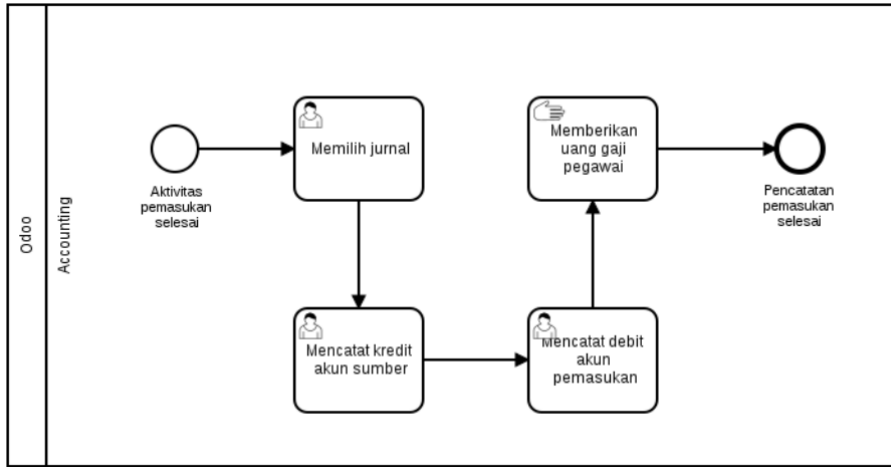 Odoo
Accounting
Aktivitas
pemasukan
selesai
Memilih jurnal
Mencatat kredit
akun sumber
Mencatat debit
akun
pemasukan
Memberikan
uang gaji
pegawai
Pencatatan
pemasukan
selesai